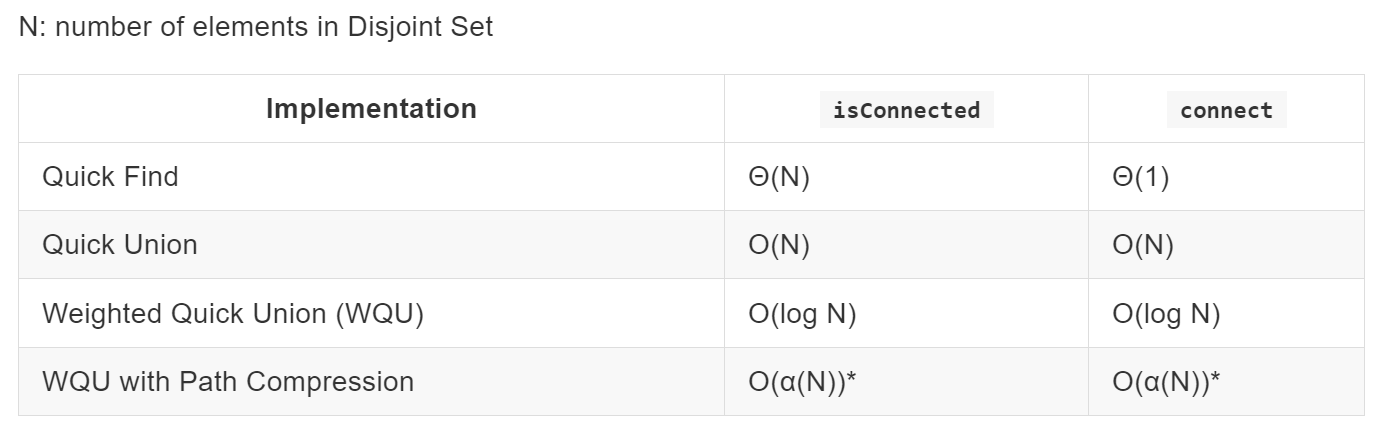 N: number of elements in Disjoint Set
Implementation isConnected connect
Quick Find Θ(N) Θ(1)
Quick Union O(N) O(N)
Weighted Quick Union (WQU) O(log N) O(log N)
WQU with Path Compression O(α(N))* O(α(N))*